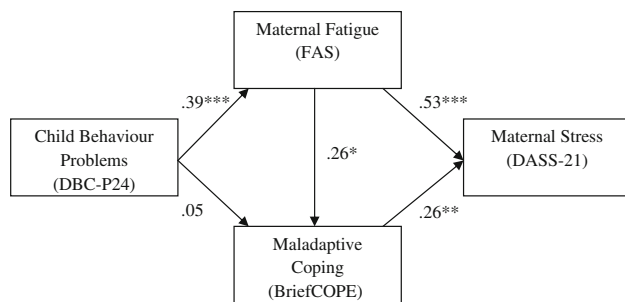 Maternal Fatigue
(FAS)
.39***
.53***
Child Behaviour
Problems
(DBC-P24)
.26*
Maternal Stress
(DASS-21)
.05
.26**
Maladaptive
Coping
(BriefCOPE)